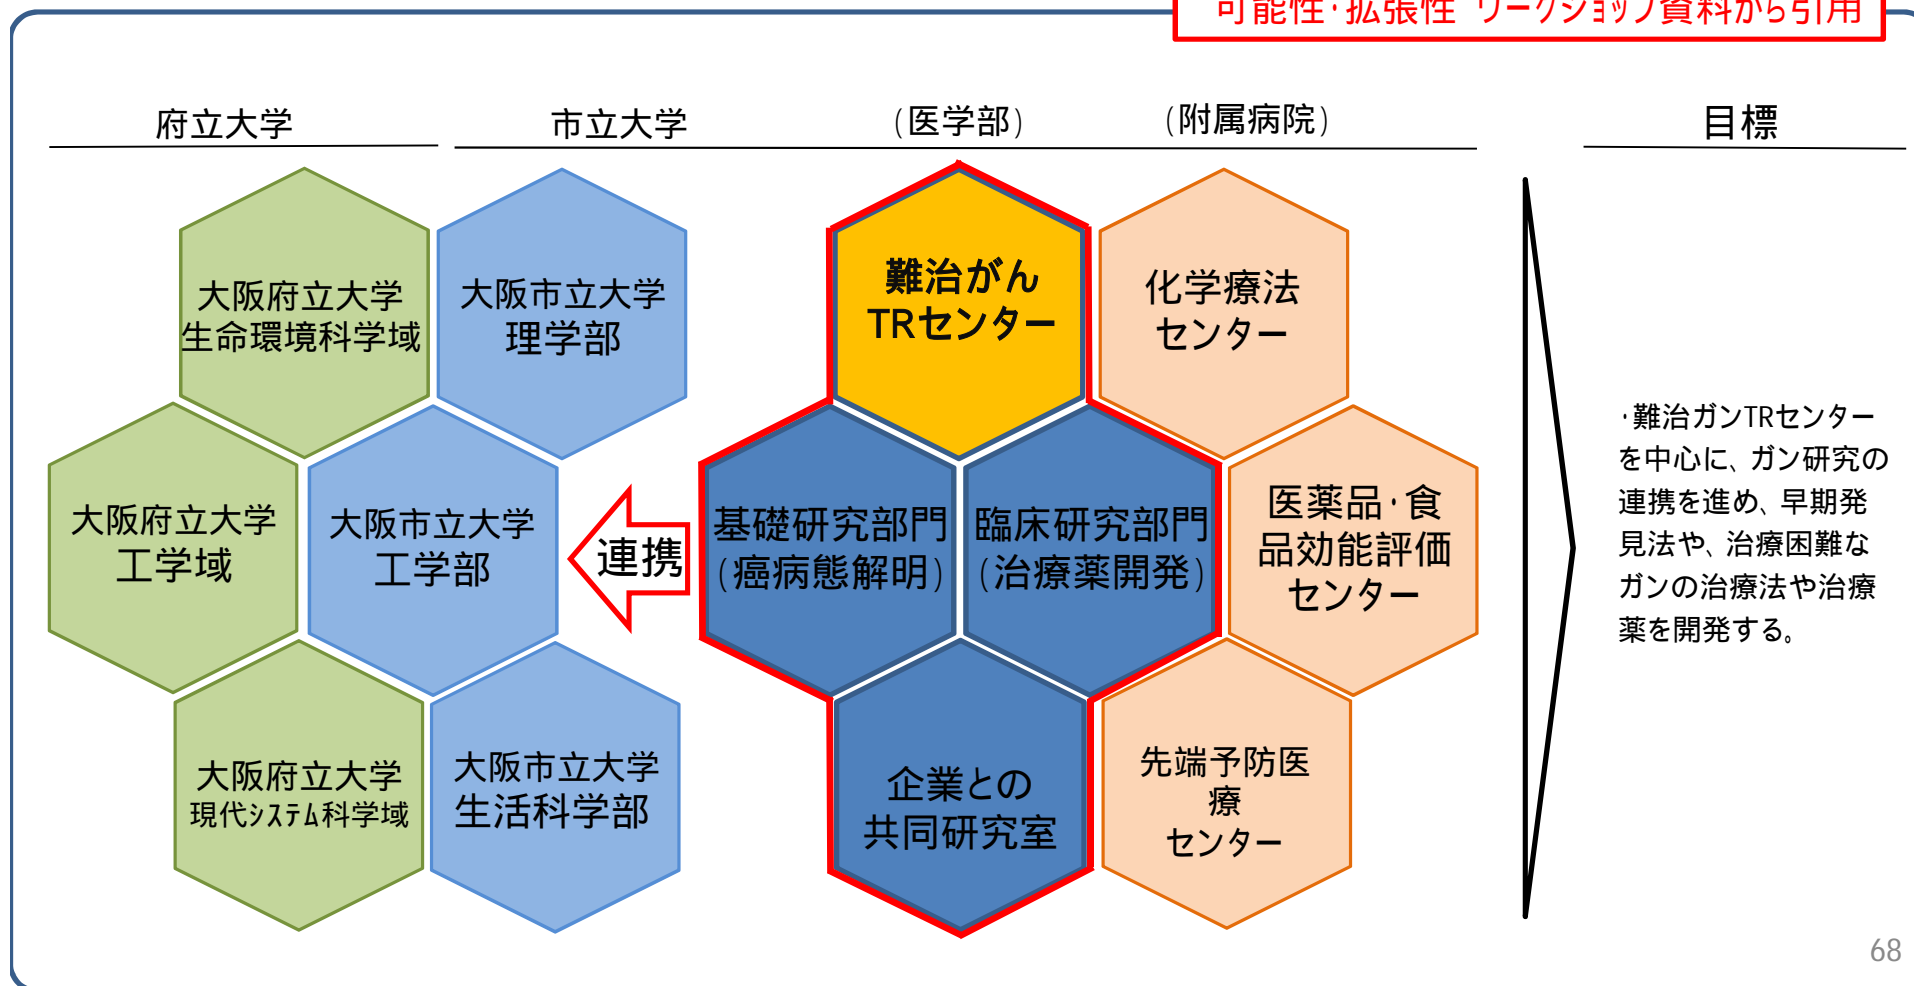 可能性・拡張性 ワークショップ資料から引用
府立大学
市立大学
(医学部)
(附属病院)
目標
大阪府立大学
生命環境科学域
大阪市立大学
理学部
難治がん
TRセンター
化学療法
センター
大阪府立大学
工学域
大阪市立大学
工学部
連携
基礎研究部門
(癌病態解明)
臨床研究部門
(治療薬開発)
医薬品・食
品効能評価
センター
大阪府立大学
現代システム科学域
大阪市立大学
生活科学部
企業との
共同研究室
先端予防医
療
センター
・難治ガンTRセンター
を中心に、ガン研究の
連携を進め、早期発
見法や、治療困難な
ガンの治療法や治療
薬を開発する。
68